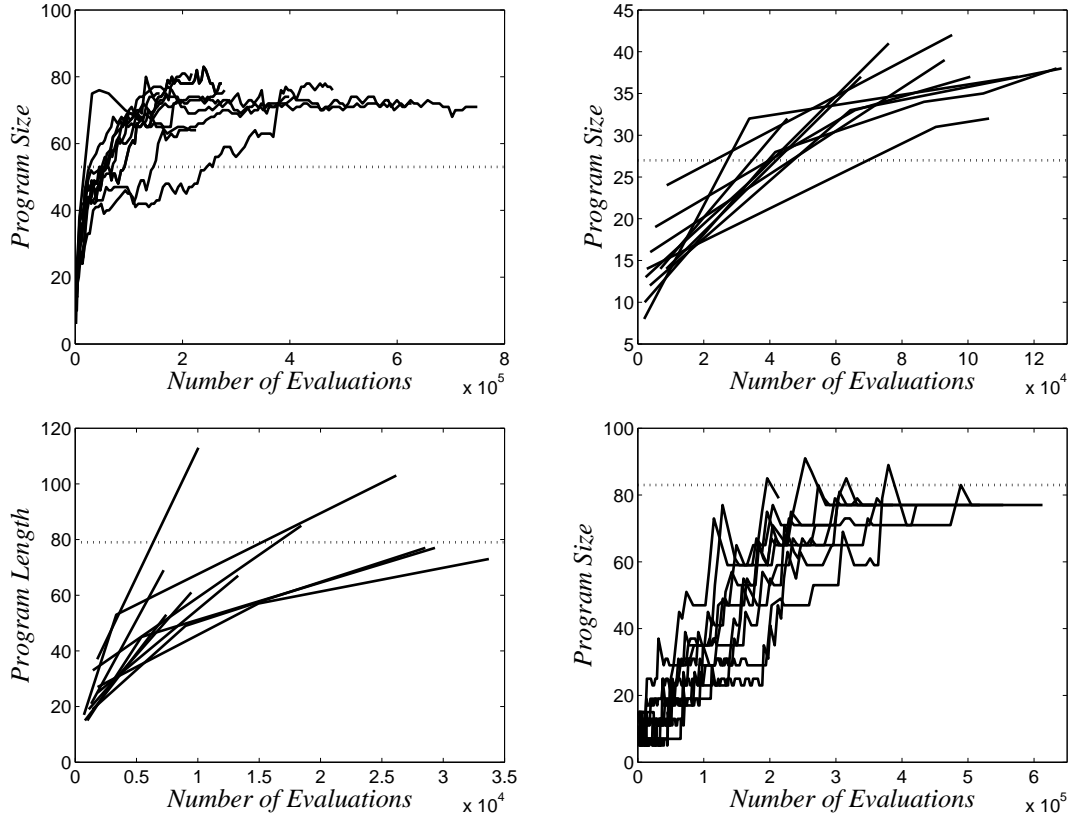 100
80
60
40
20
0
Program Size
0 2 4 6 8
Number of Evaluations
x 10^5
45
40
35
30
25
20
15
10
5
Program Size
0 2 4 6 8 10 12
Number of Evaluations
x 10^4
120
100
80
60
40
20
0
Program Length
0 0.5 1 1.5 2 2.5 3 3.5
Number of Evaluations
x 10^4
100
80
60
40
20
0
Program Size
0 1 2 3 4 5 6
Number of Evaluations
x 10^5